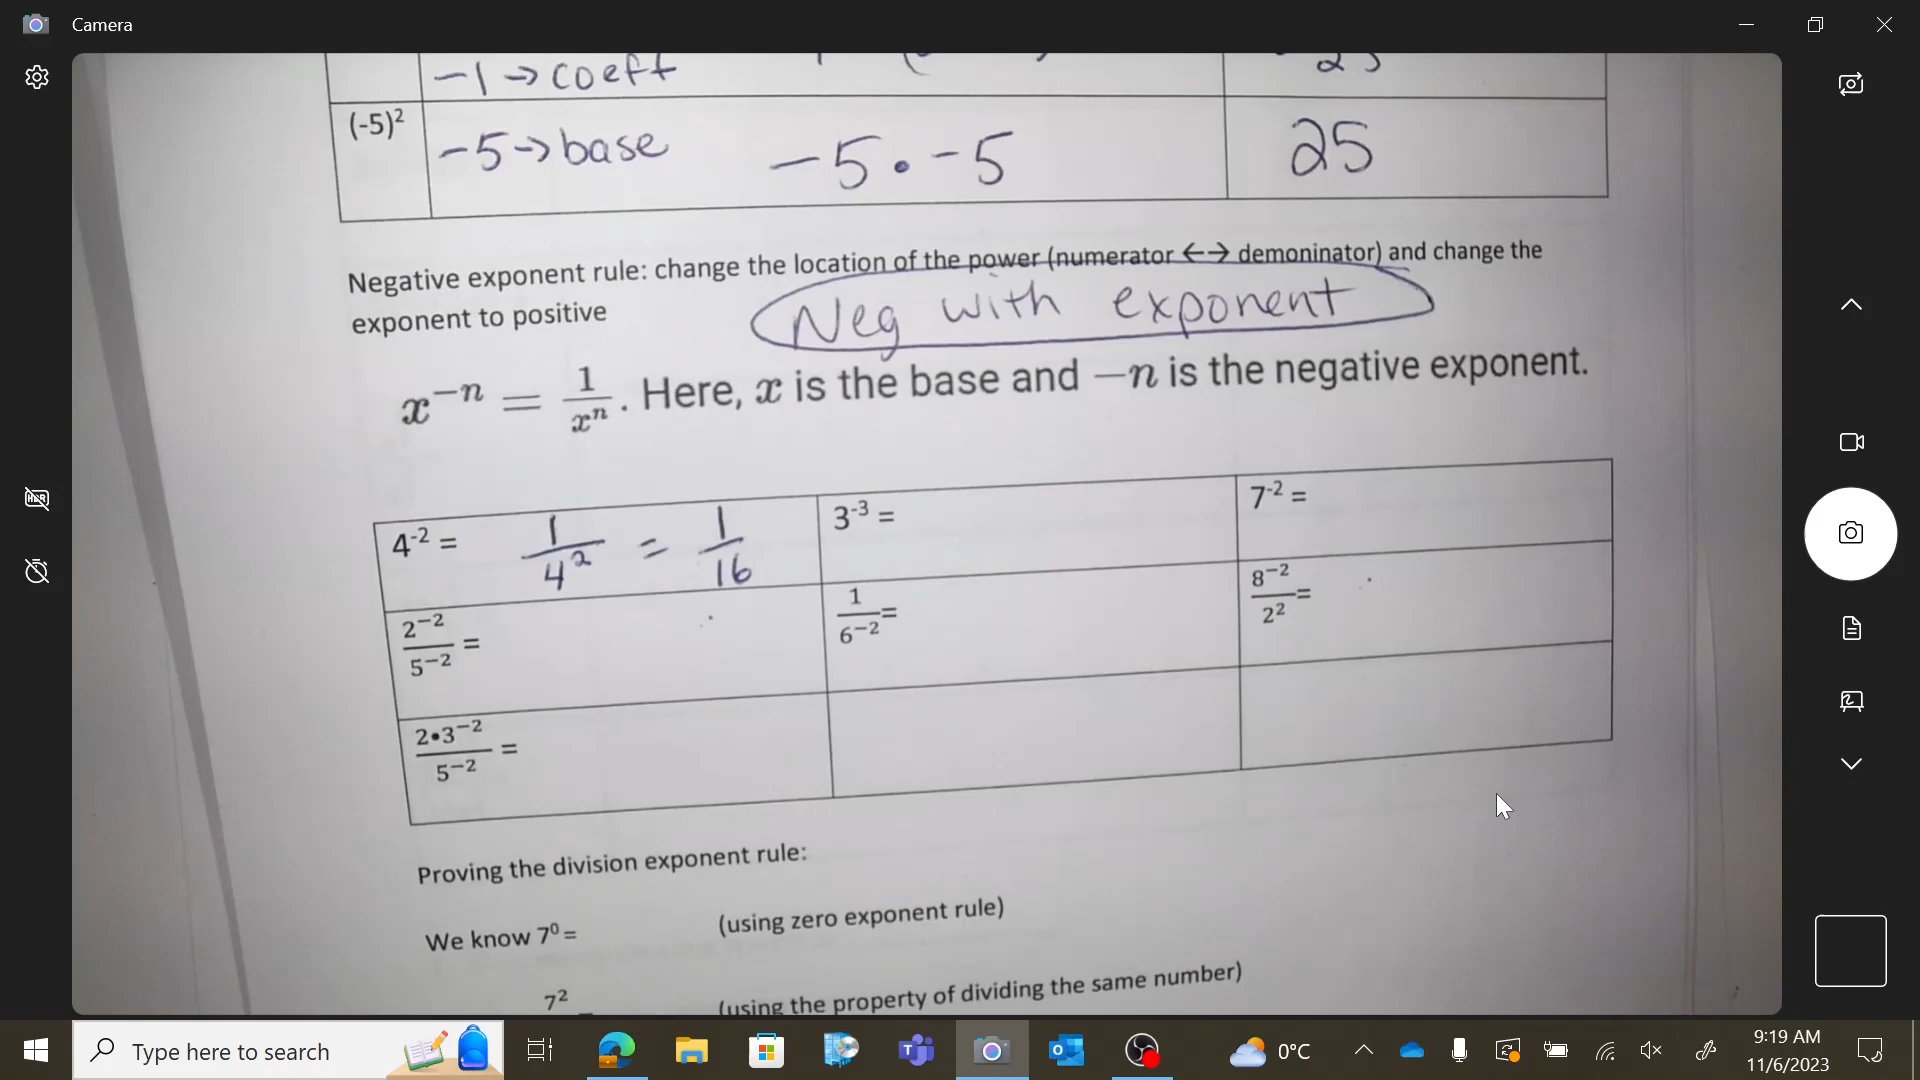 Camera
-1 → coeft
(-5)² -5 → base -5 • -5 25
Negative exponent rule: change the location of the power (numerator ←→ demoninator) and change the
exponent to positive
Neg with exponent
x⁻ⁿ = 1/xⁿ. Here, x is the base and −n is the negative exponent.
4⁻² = 1/4² = 1/16 3⁻³ = 7⁻² =
2⁻²/5⁻² = 1/6⁻² = 8⁻²/2² =
2•3⁻²/5⁻² =
Proving the division exponent rule:
We know 7⁰ = (using zero exponent rule)
7² (using the property of dividing the same number)
Type here to search
0°C
9:19 AM
11/6/2023